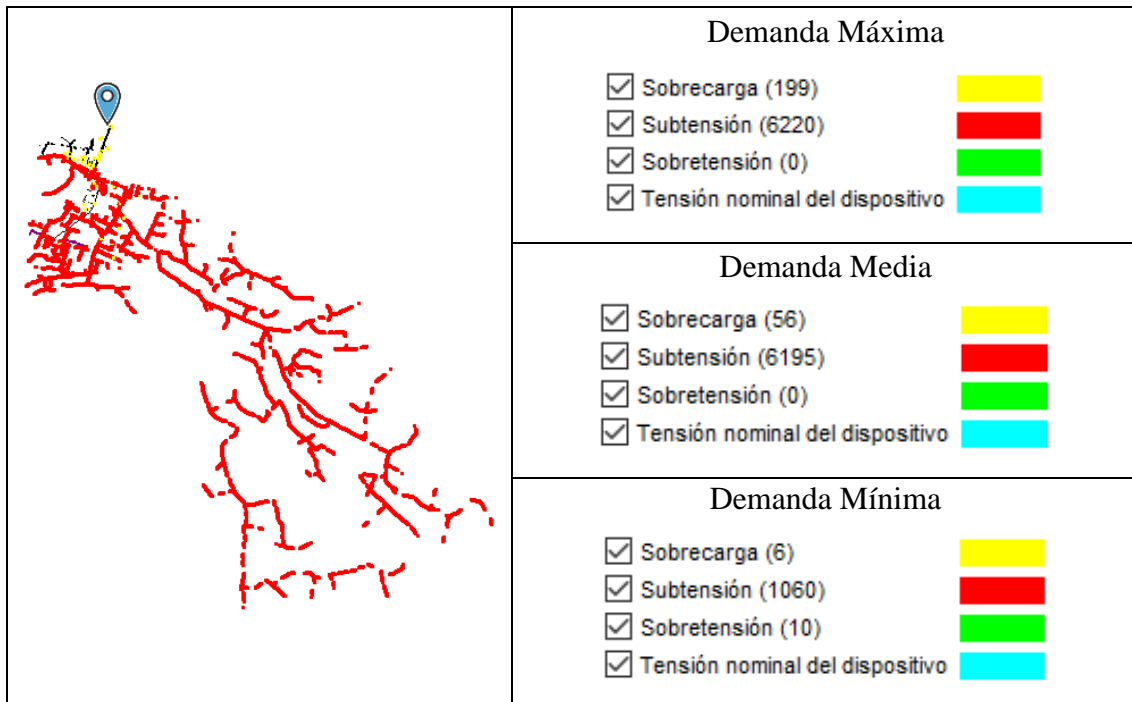 Demanda Máxima
Sobrecarga (199)
Subtensión (6220)
Sobretensión (0)
Tensión nominal del dispositivo
Demanda Media
Sobrecarga (56)
Subtensión (6195)
Sobretensión (0)
Tensión nominal del dispositivo
Demanda Mínima
Sobrecarga (6)
Subtensión (1060)
Sobretensión (10)
Tensión nominal del dispositivo